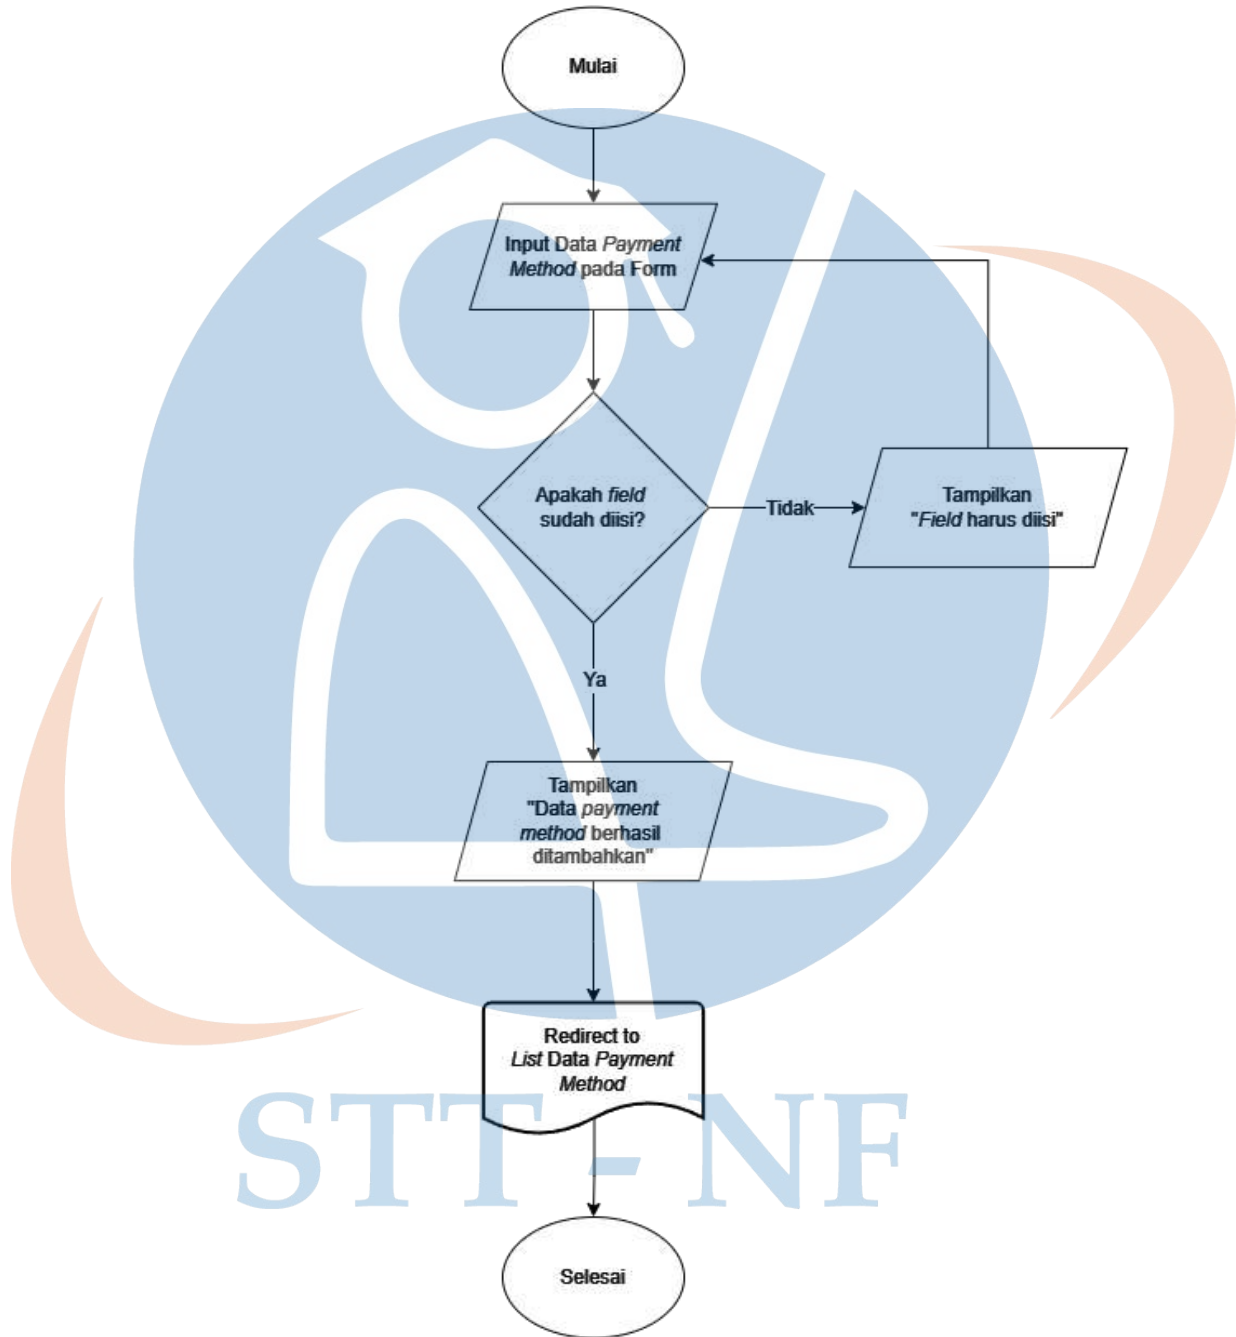 Mulai
Input Data Payment
Method pada Form
Apakah field
sudah diisi?
Tidak
Tampilkan
"Field harus diisi"
Ya
Tampilkan
"Data payment
method berhasil
ditambahkan"
Redirect to
List Data Payment
Method
STT - NF
Selesai